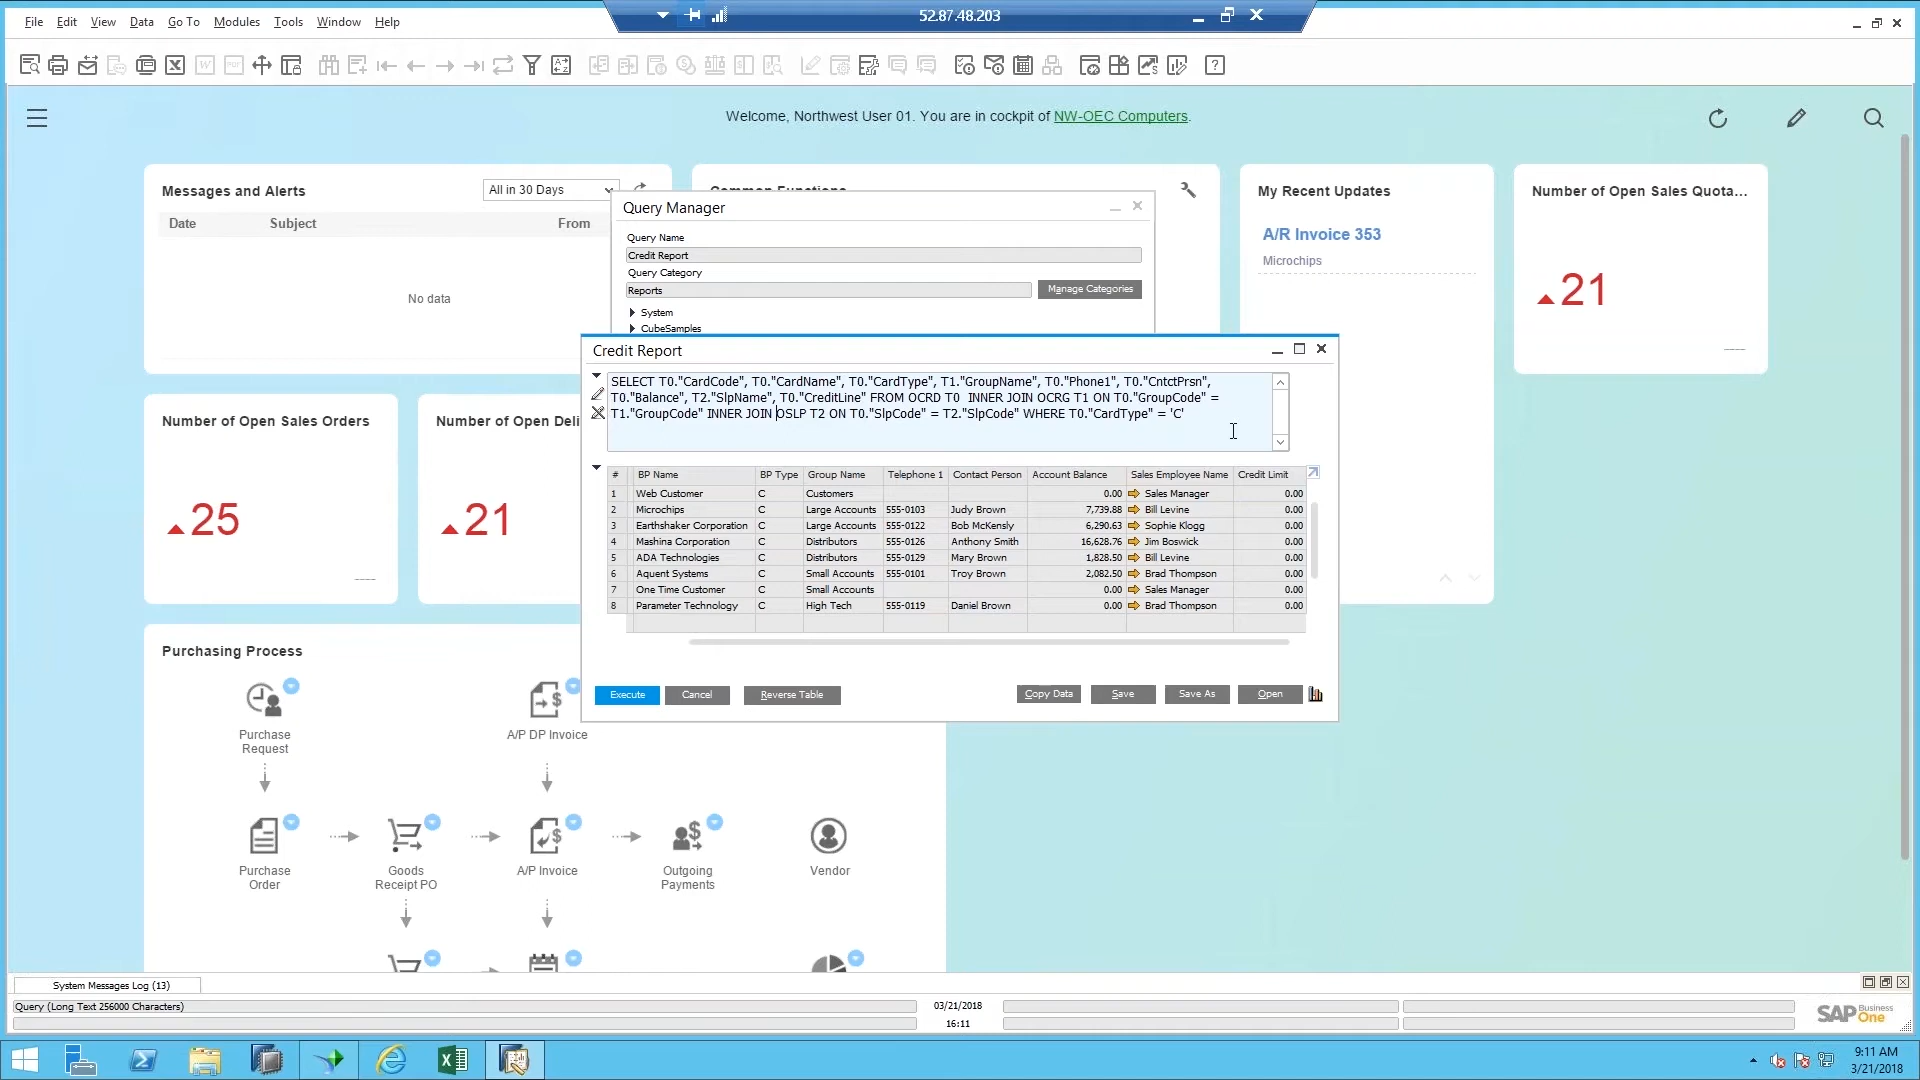 52.87.48.203
File Edit View Data Go To Modules Tools Window Help
Welcome, Northwest User 01. You are in cockpit of NW-OEC Computers.
Messages and Alerts
All in 30 Days
Date Subject From
No data
My Recent Updates
A/R Invoice 353
Microchips
Number of Open Sales Quota...
21
Query Manager
Query Name
Credit Report
Query Category
Reports
Manage Categories
System
CubeSamples
Number of Open Sales Orders
25
Number of Open Deli
21
Credit Report
SELECT T0."CardCode", T0."CardName", T0."CardType", T1."GroupName", T0."Phone1", T0."CntctPrsn",
T0."Balance", T2."SlpName", T0."CreditLine" FROM OCRD T0  INNER JOIN OCRG T1 ON T0."GroupCode" =
T1."GroupCode" INNER JOIN OSLP T2 ON T0."SlpCode" = T2."SlpCode" WHERE T0."CardType" = 'C'
# BP Name BP Type Group Name Telephone 1 Contact Person Account Balance Sales Employee Name Credit Limit
1 Web Customer C Customers 0.00 Sales Manager 0.00
2 Microchips C Large Accounts 555-0103 Judy Brown 7,739.88 Bill Levine 0.00
3 Earthshaker Corporation C Large Accounts 555-0122 Bob McKensly 6,290.63 Sophie Klogg 0.00
4 Mashina Corporation C Distributors 555-0126 Anthony Smith 16,628.76 Jim Boswick 0.00
5 ADA Technologies C Distributors 555-0129 Mary Brown 1,828.50 Bill Levine 0.00
6 Aquent Systems C Small Accounts 555-0101 Troy Brown 2,082.50 Brad Thompson 0.00
7 One Time Customer C Small Accounts 0.00 Sales Manager 0.00
8 Parameter Technology C High Tech 555-0119 Daniel Brown 0.00 Brad Thompson 0.00
Execute Cancel Reverse Table Copy Data Save Save As Open
Purchasing Process
Purchase
Request
A/P DP Invoice
Purchase
Order
Goods
Receipt PO
A/P Invoice
Outgoing
Payments
Vendor
System Messages Log (13)
Query (Long Text 256000 Characters)
03/21/2018
16:11
SAP Business
One
9:11 AM
3/21/2018